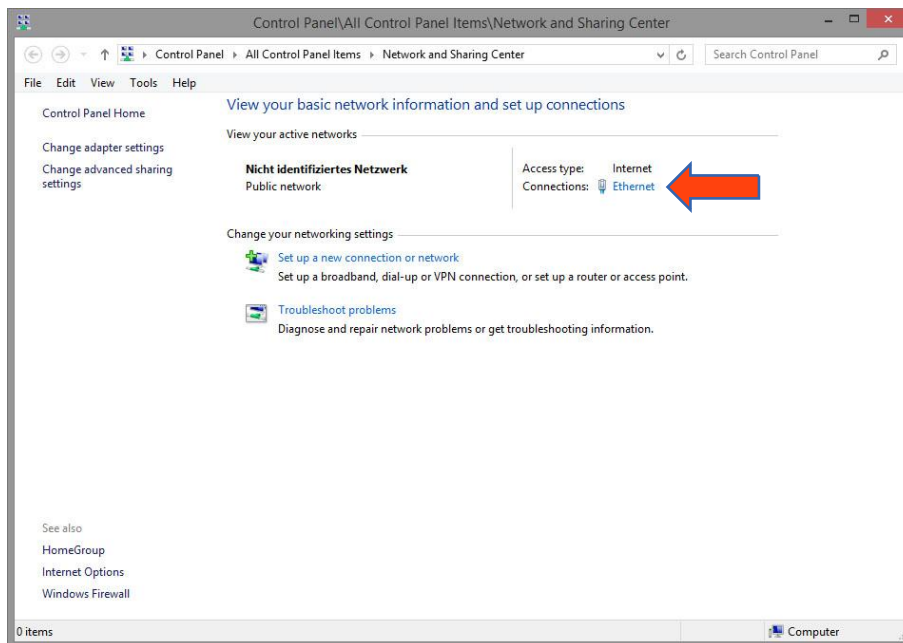 Control Panel\All Control Panel Items\Network and Sharing Center
Control Panel All Control Panel Items Network and Sharing Center
Search Control Panel
File Edit View Tools Help
Control Panel Home
Change adapter settings
Change advanced sharing
settings
View your basic network information and set up connections
View your active networks
Nicht identifiziertes Netzwerk
Public network
Access type: Internet
Connections: Ethernet
Change your networking settings
Set up a new connection or network
Set up a broadband, dial-up or VPN connection, or set up a router or access point.
Troubleshoot problems
Diagnose and repair network problems or get troubleshooting information.
See also
HomeGroup
Internet Options
Windows Firewall
0 items
Computer